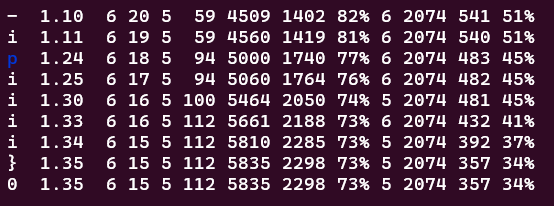 -  1.10  6 20 5  59 4509 1402 82% 6 2074 541 51%
i  1.11  6 19 5  59 4560 1419 81% 6 2074 540 51%
p  1.24  6 18 5  94 5000 1740 77% 6 2074 483 45%
i  1.25  6 17 5  94 5060 1764 76% 6 2074 482 45%
i  1.30  6 16 5 100 5464 2050 74% 5 2074 481 45%
i  1.33  6 16 5 112 5661 2188 73% 6 2074 432 41%
i  1.34  6 15 5 112 5810 2285 73% 5 2074 392 37%
}  1.35  6 15 5 112 5835 2298 73% 5 2074 357 34%
0  1.35  6 15 5 112 5835 2298 73% 5 2074 357 34%